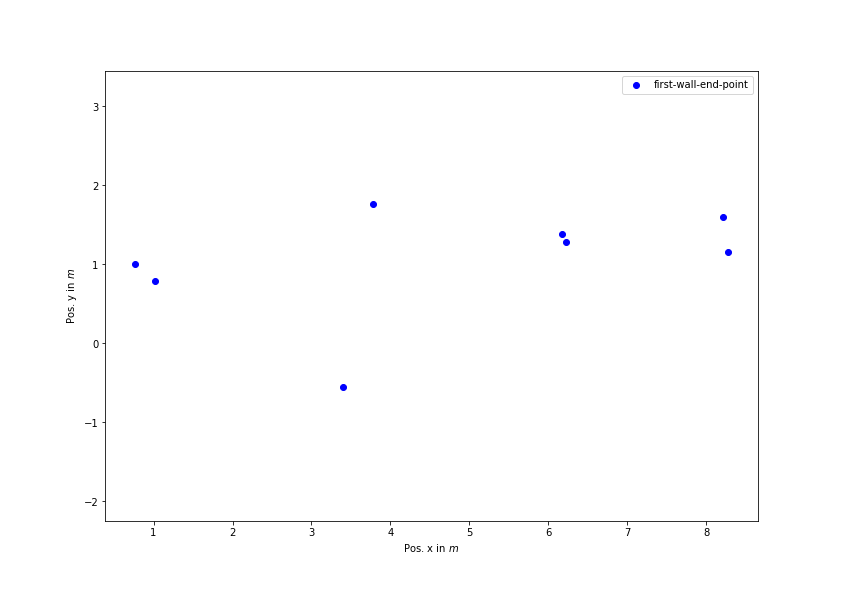 first-wall-end-point
3
2
1
0
−1
−2
Pos. y in m
1 2 3 4 5 6 7 8
Pos. x in m